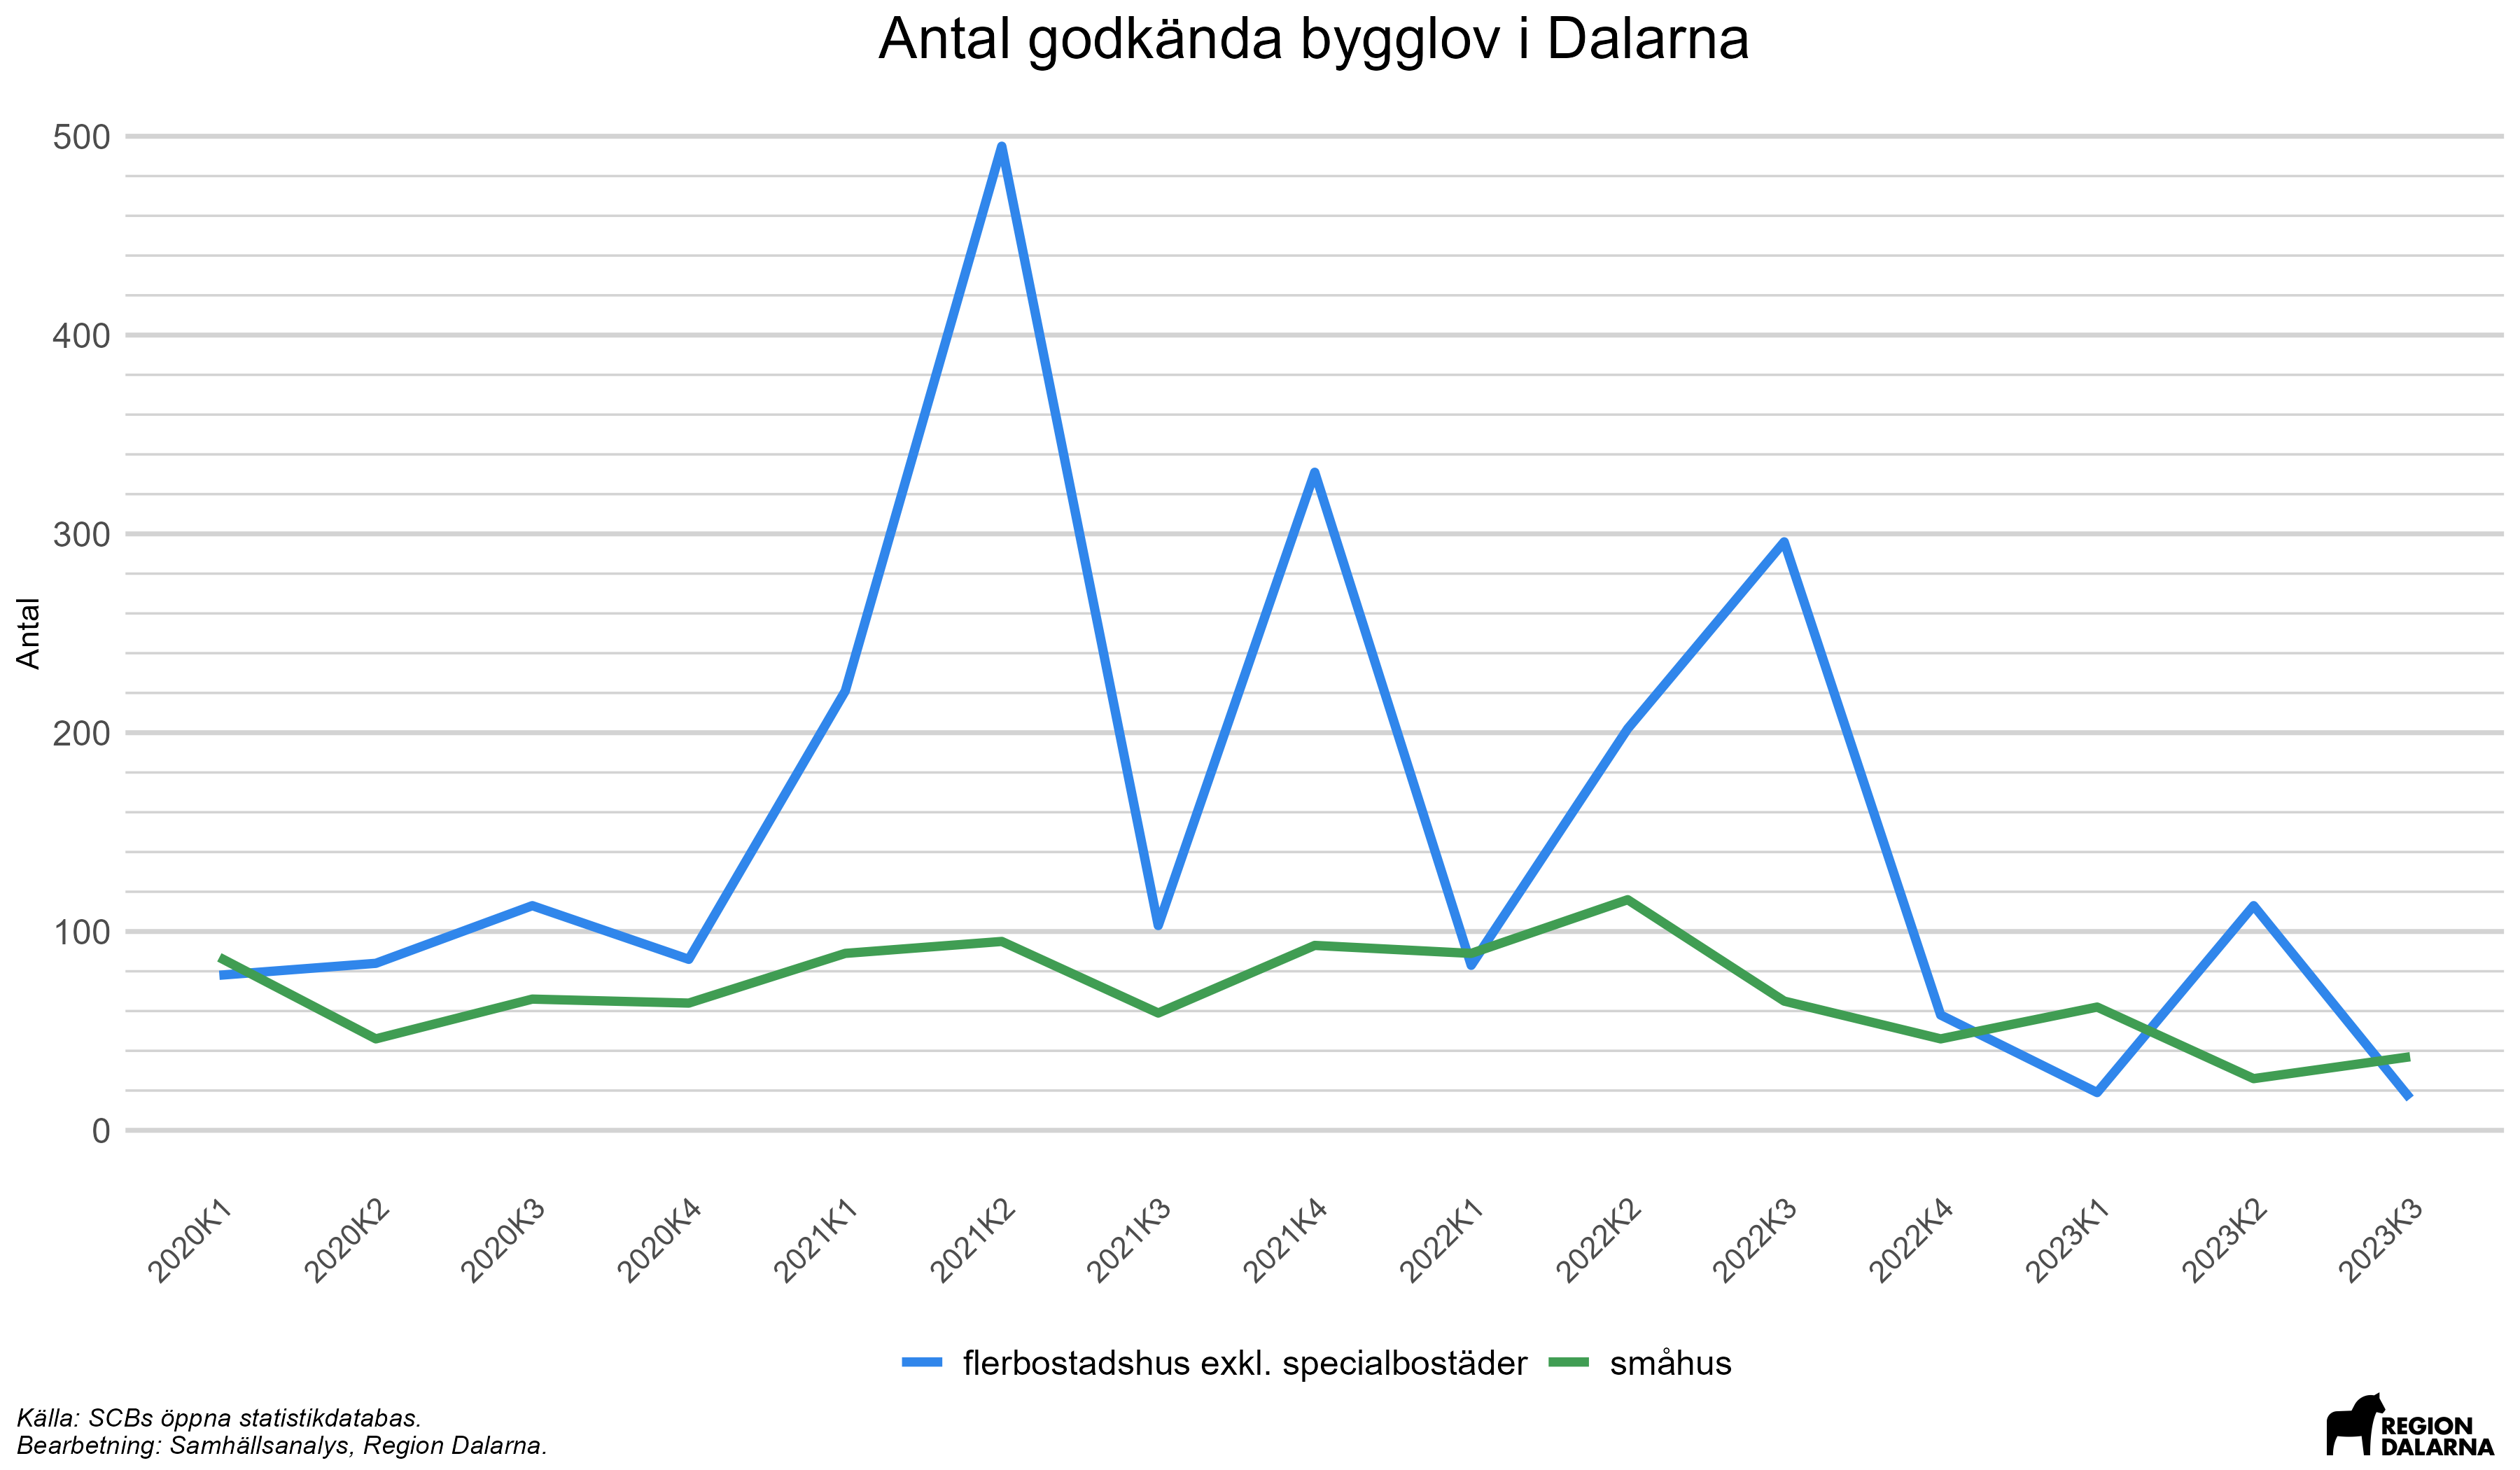 Antal godkända bygglov i Dalarna
500
400
300
200
100
0
Antal
2020K1
2020K2
2020K3
2020K4
2021K1
2021K2
2021K3
2021K4
2022K1
2022K2
2022K3
2022K4
2023K1
2023K2
2023K3
flerbostadshus exkl. specialbostäder
småhus
Källa: SCBs öppna statistikdatabas.
Bearbetning: Samhällsanalys, Region Dalarna.
REGION
DALARNA